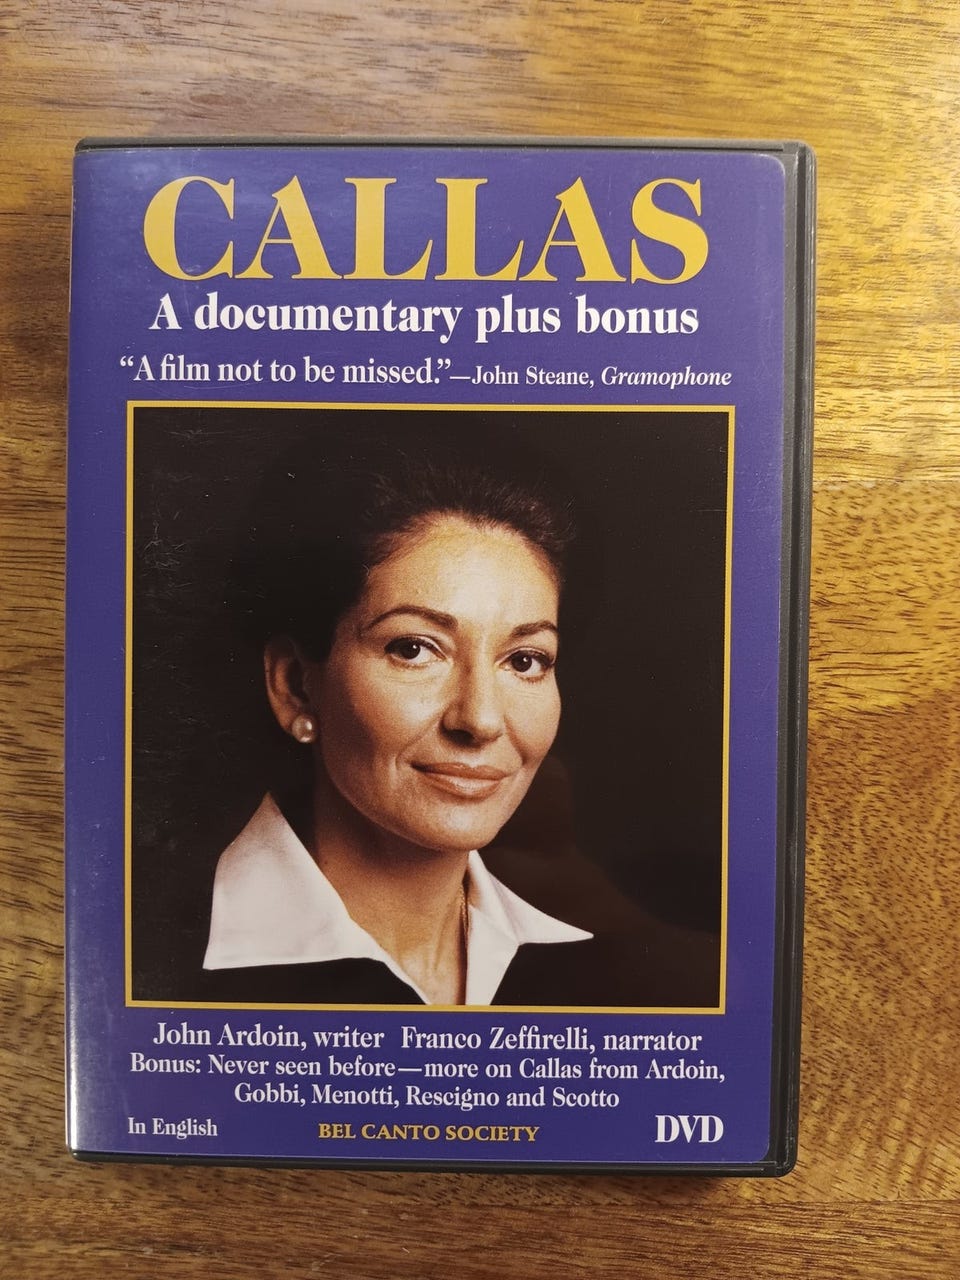 CALLAS
A documentary plus bonus
“A film not to be missed.”—John Steane, Gramophone
John Ardoin, writer Franco Zeffirelli, narrator
Bonus: Never seen before—more on Callas from Ardoin,
Gobbi, Menotti, Rescigno and Scotto
In English BEL CANTO SOCIETY DVD